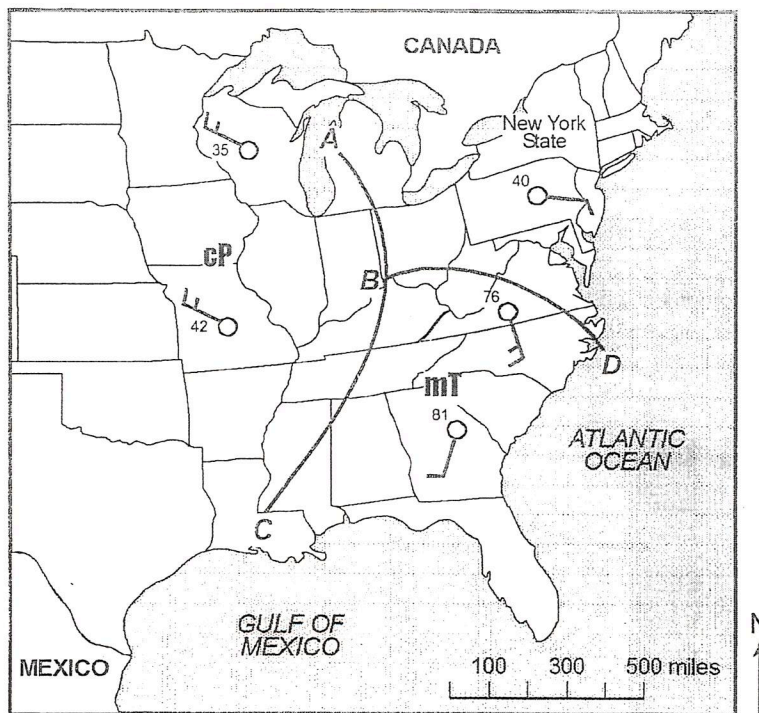 CANADA
A
New York
State
35
40
cP
B
76
42
D
mT
81
ATLANTIC
OCEAN
C
GULF OF
MEXICO
N
MEXICO
100 300 500 miles